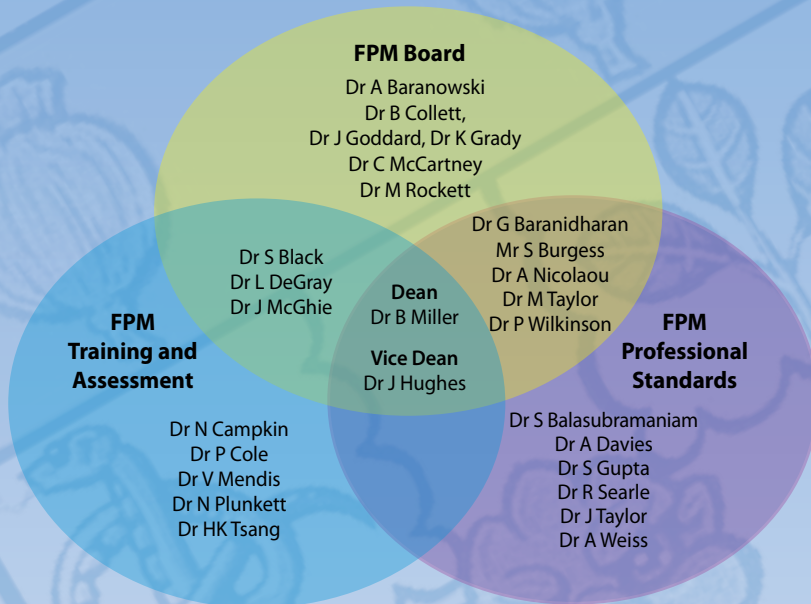 FPM Board
Dr A Baranowski
Dr B Collett,
Dr J Goddard, Dr K Grady
Dr C McCartney
Dr M Rockett
Dr S Black
Dr L DeGray
Dr J McGhie
Dean
Dr B Miller
Vice Dean
Dr J Hughes
Dr G Baranidharan
Mr S Burgess
Dr A Nicolaou
Dr M Taylor
Dr P Wilkinson
FPM
Training and
Assessment
Dr N Campkin
Dr P Cole
Dr V Mendis
Dr N Plunkett
Dr HK Tsang
FPM
Professional
Standards
Dr S Balasubramaniam
Dr A Davies
Dr S Gupta
Dr R Searle
Dr J Taylor
Dr A Weiss